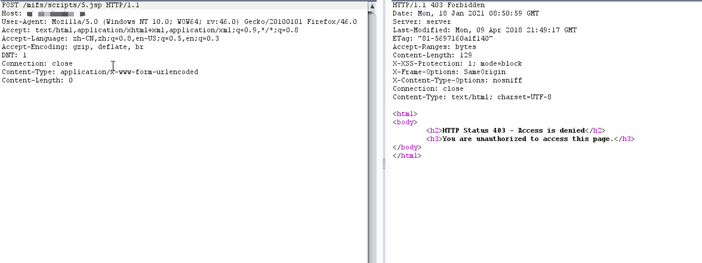 POST /mifs/scripts/5.jsp HTTP/1.1
Host:
User-Agent: Mozilla/5.0 (Windows NT 10.0; WOW64; rv:46.0) Gecko/20100101 Firefox/46.0
Accept: text/html,application/xhtml+xml,application/xml;q=0.9,*/*;q=0.8
Accept-Language: zh-CN,zh;q=0.8,en-US;q=0.5,en;q=0.3
Accept-Encoding: gzip, deflate, br
DNT: 1
Connection: close
Content-Type: application/x-www-form-urlencoded
Content-Length: 0
HTTP/1.1 403 Forbidden
Date: Mon, 18 Jan 2021 08:50:59 GMT
Server: server
Last-Modified: Mon, 09 Apr 2018 21:49:17 GMT
ETag: "81-5697160a1f140"
Accept-Ranges: bytes
Content-Length: 129
X-XSS-Protection: 1; mode=block
X-Frame-Options: SameOrigin
X-Content-Type-Options: nosniff
Connection: close
Content-Type: text/html; charset=UTF-8
<html>
<body>
<h2>HTTP Status 403 - Access is denied</h2>
<h3>You are unauthorized to access this page.</h3>
</body>
</html>